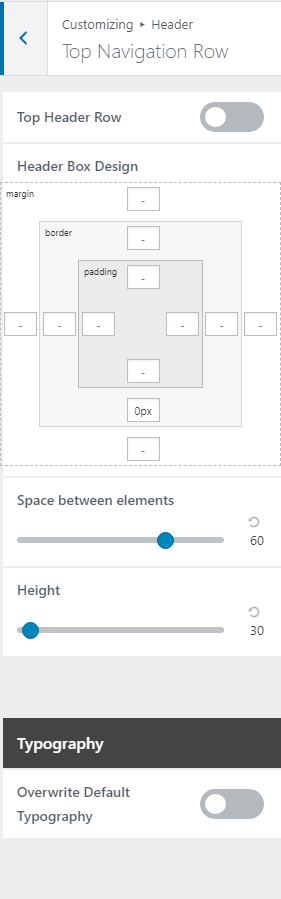 Customizing ▸ Header
Top Navigation Row
Top Header Row
Header Box Design
margin
-
border
-
padding
-
- - - - - -
-
0px
-
Space between elements
60
Height
30
Typography
Overwrite Default
Typography